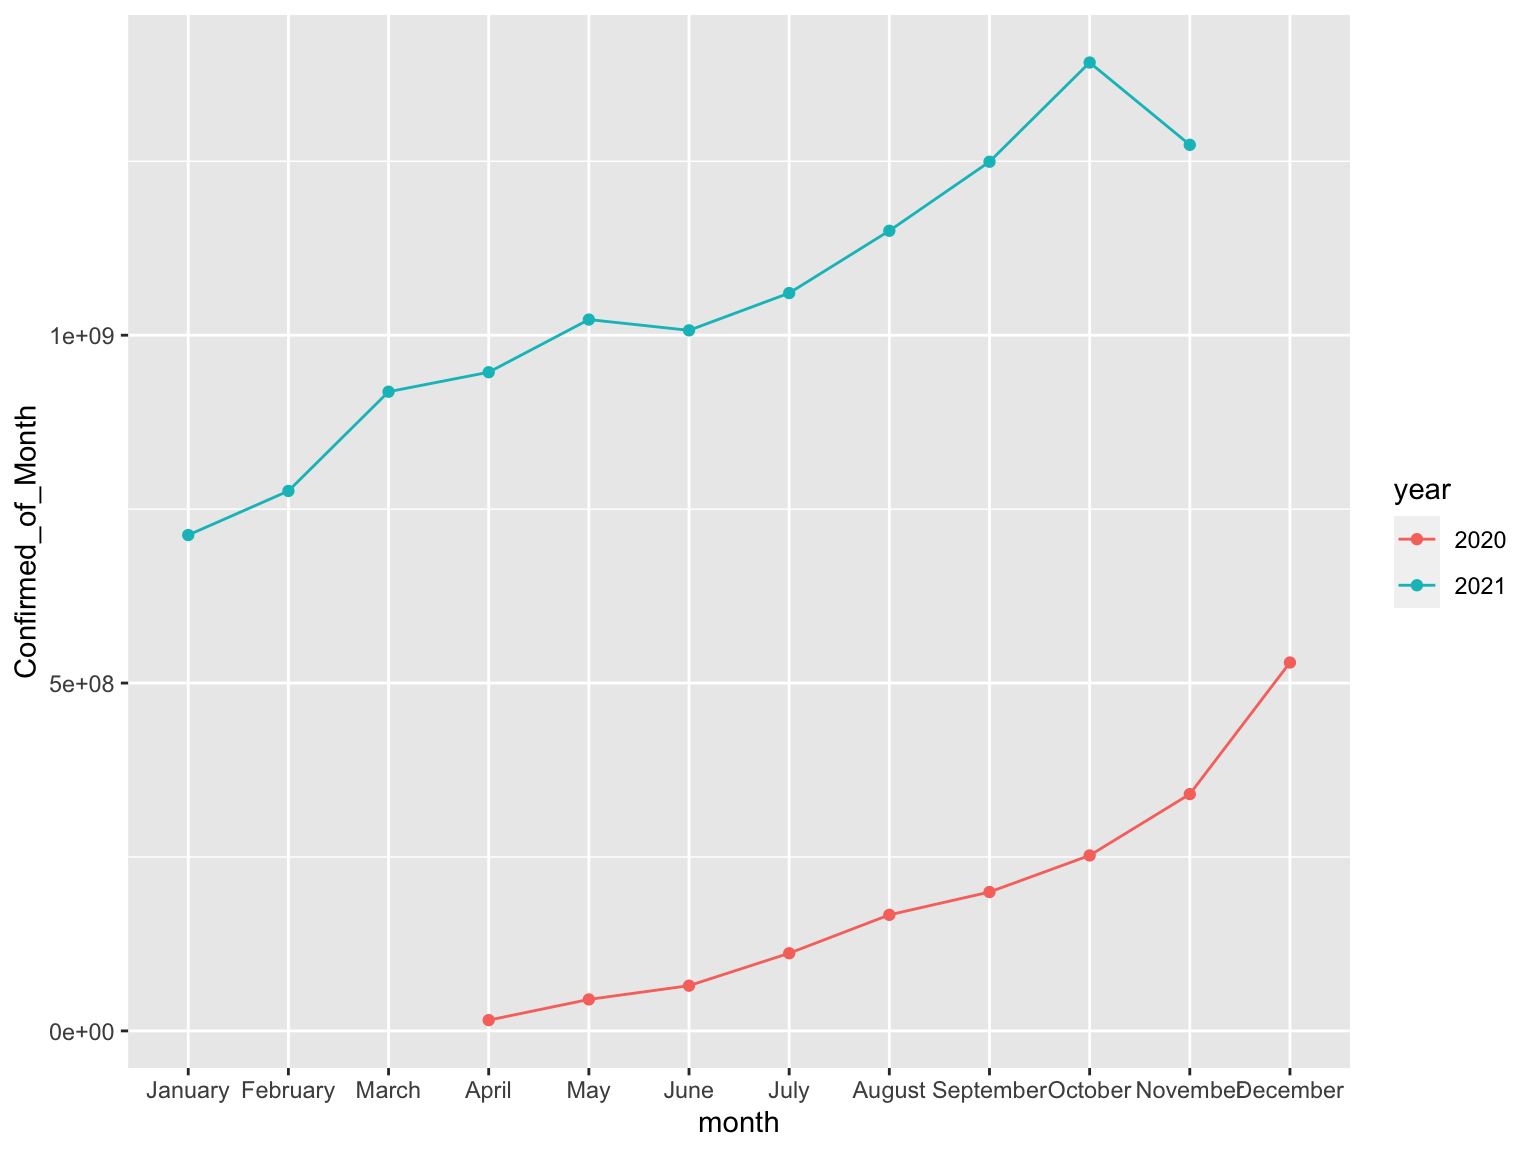 Confirmed_of_Month
1e+09
5e+08
0e+00
January February March April May June July August September October November December
month
year
2020
2021